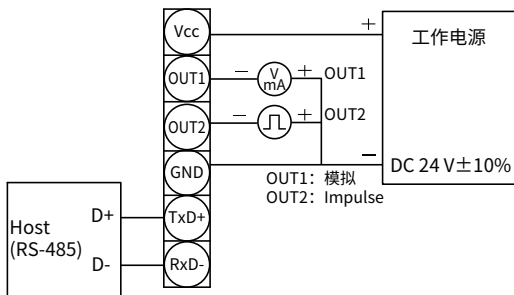 Vcc
+
工作电源
OUT1
−
V
mA
+
OUT1
OUT2
−
+
OUT2
GND
−
DC 24 V±10%
OUT1：模拟
OUT2：Impulse
Host
(RS-485)
D+
TxD+
D-
RxD-